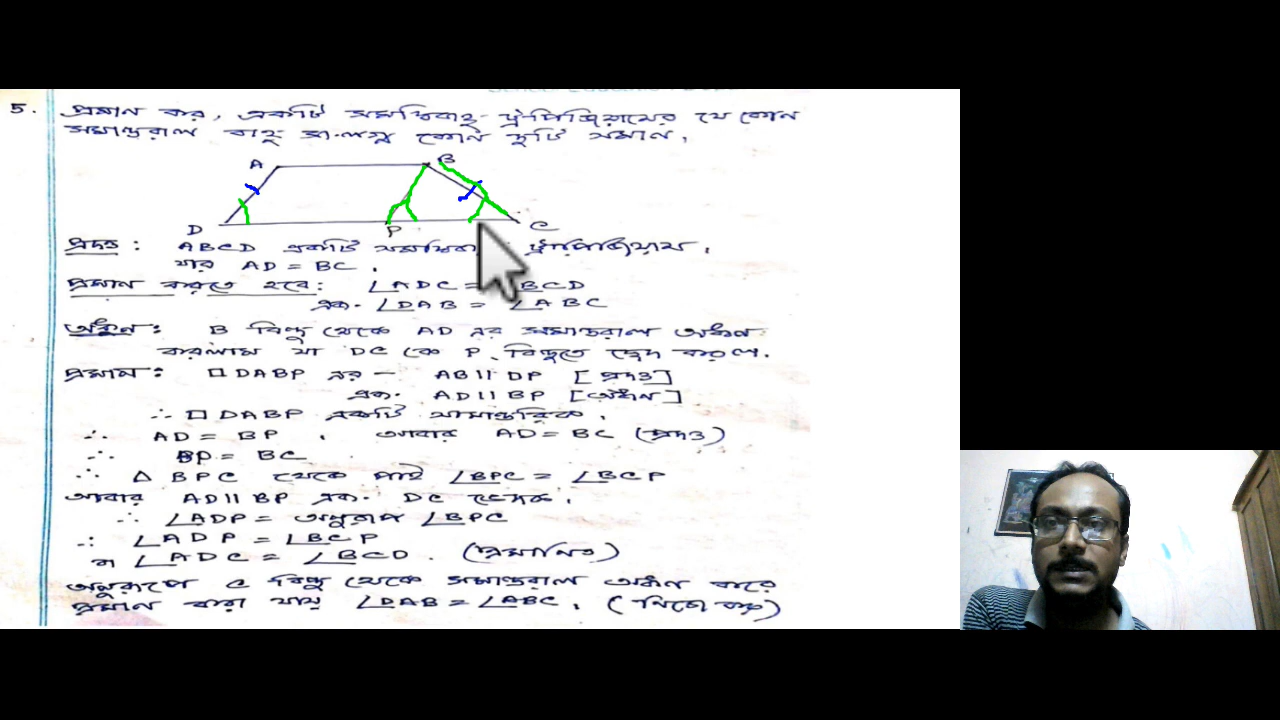 5. প্রমান কর, একটি সমদ্বিবাহু ট্রাপিজিয়ামের যে কোন
সমান্তরাল বাহু সংলগ্ন কোন দুটি সমান।
A B
D P C
প্রদত্ত : ABCD একটি সমদ্বিবা ট্রাপিজিয়াম,
যার AD = BC .
প্রমান করতে হবে: ∠ADC = ∠BCD
এবং ∠DAB = ∠ABC
অঙ্কন : B বিন্দু থেকে AD এর সমান্তরাল অঙ্কন
করলাম যা DC কে P বিন্দুতে ছেদ করল.
প্রমাণ : □ DABP এর — AB || DP [প্রদত্ত]
এবং AD || BP [অঙ্কন]
∴ □ DABP একটি সামান্তরিক.
∴ AD = BP , আবার AD = BC (প্রদত্ত)
∴ BP = BC
∴ △ BPC থেকে পাই ∠BPC = ∠BCP
আবার AD || BP এবং DC ভেদক,
∴ ∠ADP = অনুরূপ ∠BPC
∴ ∠ADP = ∠BCP
বা ∠ADC = ∠BCD . (প্রমানিত)
অনুরূপে C বিন্দু থেকে সমান্তরাল অঙ্কন করে
প্রমান করা যায় ∠DAB = ∠ABC , (নিজে কর)